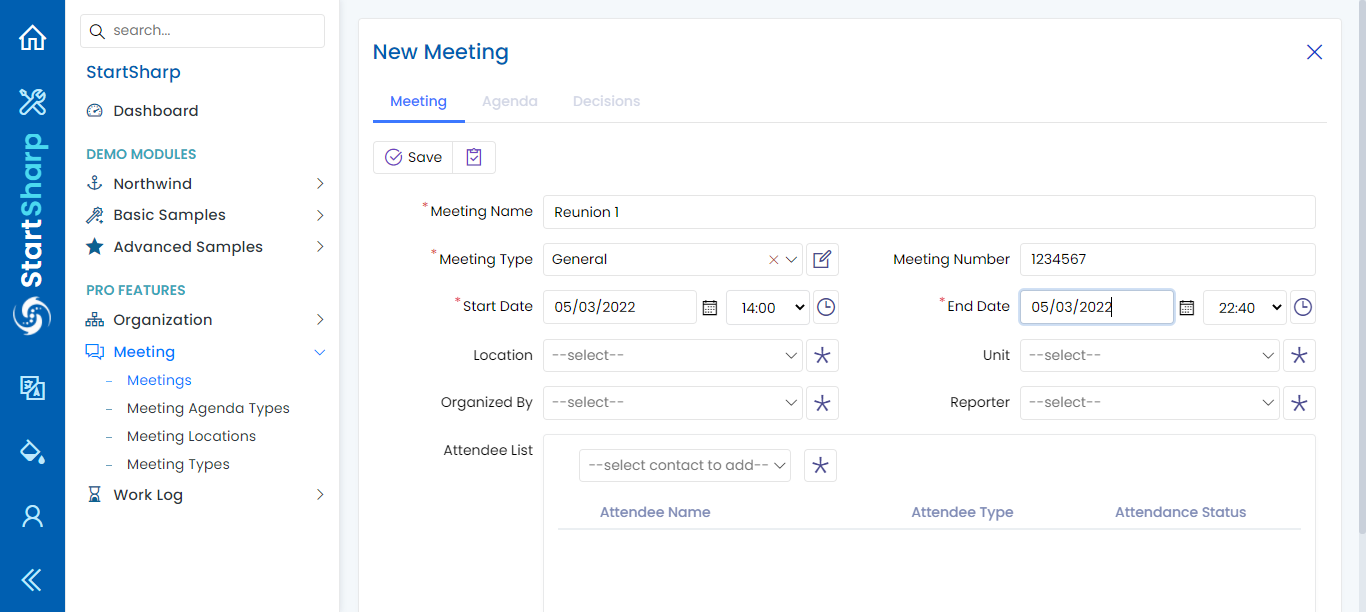 search...
StartSharp
Dashboard
DEMO MODULES
Northwind
Basic Samples
Advanced Samples
PRO FEATURES
Organization
Meeting
– Meetings
– Meeting Agenda Types
– Meeting Locations
– Meeting Types
Work Log
StartSharp
New Meeting
Meeting Agenda Decisions
Save
*Meeting Name Reunion 1
*Meeting Type General Meeting Number 1234567
*Start Date 05/03/2022 14:00 *End Date 05/03/2022 22:40
Location --select-- Unit --select--
Organized By --select-- Reporter --select--
Attendee List
--select contact to add--
Attendee Name Attendee Type Attendance Status